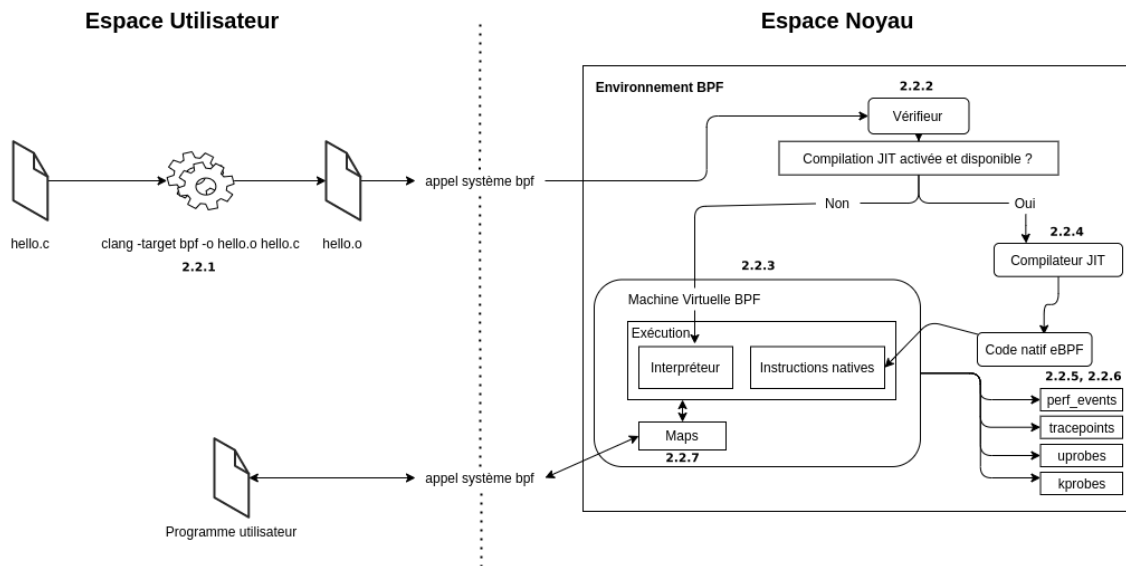 Espace Utilisateur
Espace Noyau
Environnement BPF
2.2.2
Vérifieur
Compilation JIT activée et disponible ?
Non
Oui
hello.c
clang -target bpf -o hello.o hello.c
2.2.1
hello.o
appel système bpf
2.2.4
Compilateur JIT
2.2.3
Machine Virtuelle BPF
Exécution
Interpréteur
Instructions natives
Code natif eBPF
2.2.5, 2.2.6
perf_events
tracepoints
uprobes
kprobes
Maps
2.2.7
appel système bpf
Programme utilisateur